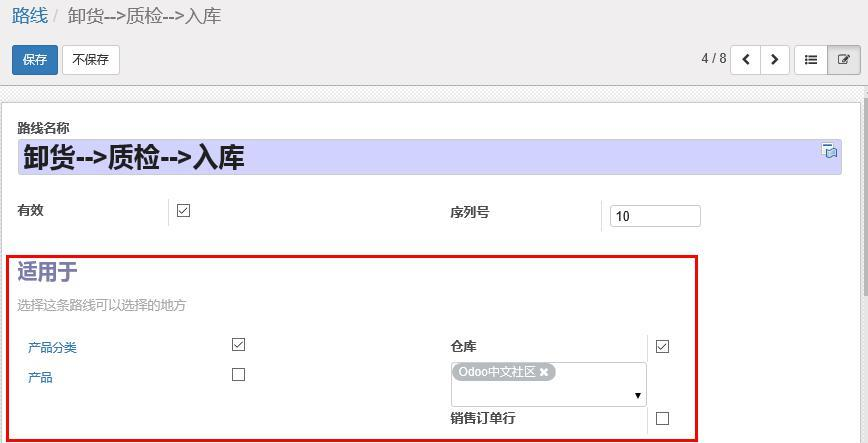 路线 / 卸货-->质检-->入库
保存 不保存 4 / 8
路线名称
卸货-->质检-->入库
有效 序列号 10
适用于
选择这条路线可以选择的地方
产品分类 仓库
Odoo中文社区 ×
产品
销售订单行